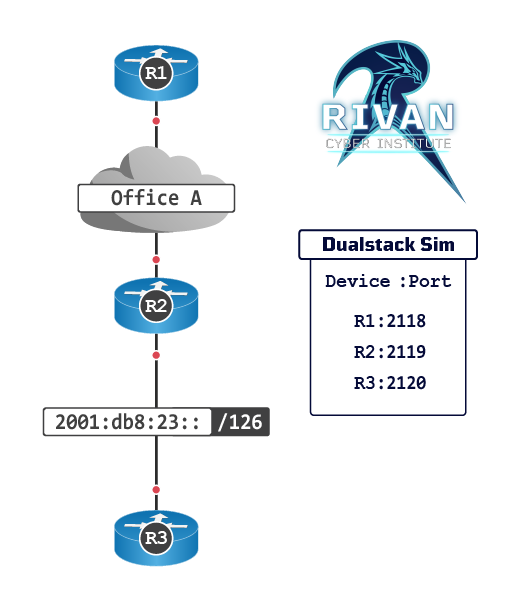 R1
Office A
R2
2001:db8:23:: /126
R3
RIVAN
CYBER INSTITUTE
Dualstack Sim
Device :Port
R1:2118
R2:2119
R3:2120